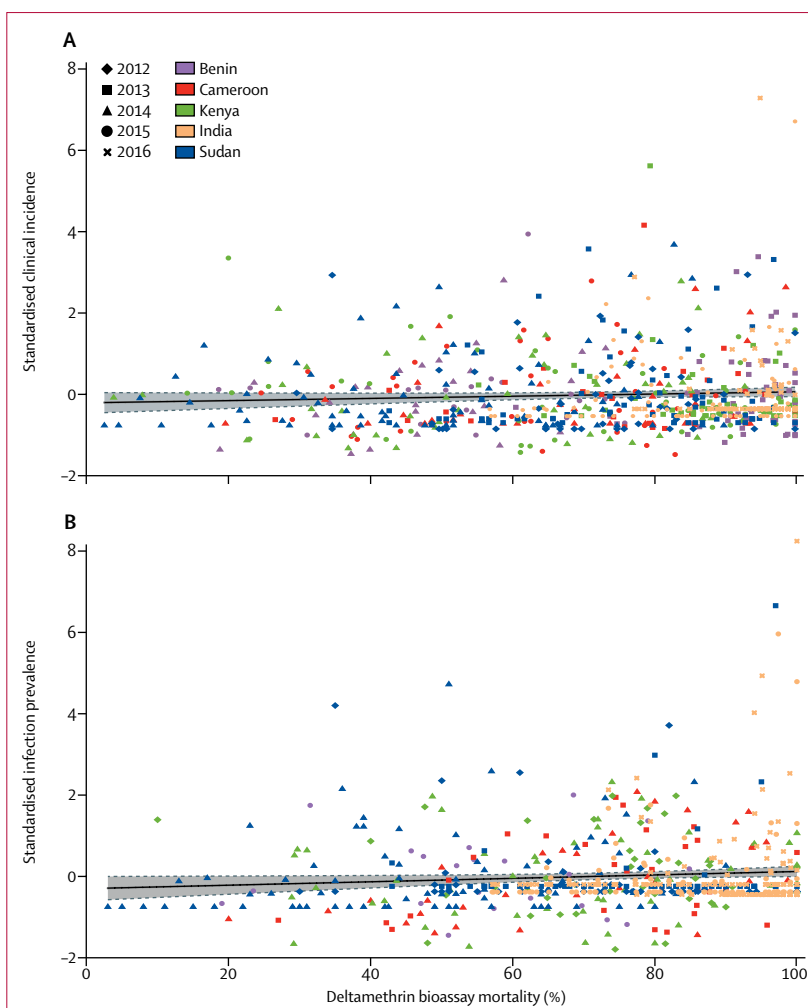 A
8
6
4
2
0
−2
Standardised clinical incidence
2012
2013
2014
2015
2016
Benin
Cameroon
Kenya
India
Sudan
B
8
6
4
2
0
−2
Standardised infection prevalence
0 20 40 60 80 100
Deltamethrin bioassay mortality (%)